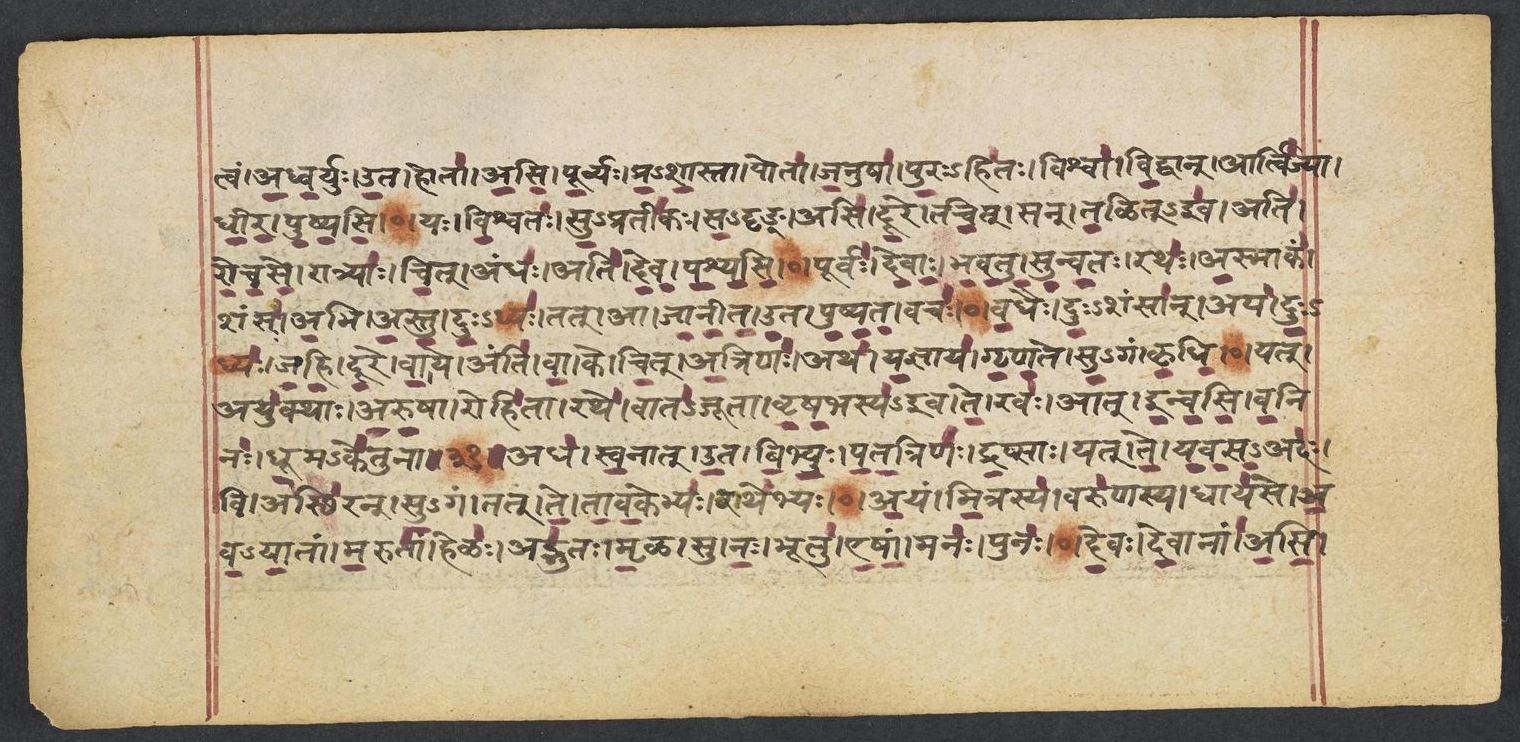 त्वं।अध्वर्युः।उत।होता।असि।पूर्व्यः।प्रऽशास्ता।पोता।जनुषा।पुरःऽहितः।विश्वा।विद्वान्।आर्त्विज्या।
धीर।पुष्यसि।०।यः।विश्वतः।सुऽप्रतीकः।सऽदृङ्।असि।दूरे।चित्।सन्।तळित्ऽइव।अति।
रोचसे।रात्र्याः।चित्।अंधः।अति।देव।पश्यसि।०।पूर्वः।देवाः।भवतु।सुन्वतः।रथः।अस्माकं।
शंसः।अभि।अस्तु।दुःऽध्यः।तत्।आ।जानीत।उत।पुष्यत।वचः।०।वधैः।दुःऽशंसान्।अप।दुःऽ
ध्यः।जहि।दूरे।वा।ये।अंति।वा।के।चित्।अत्रिणः।अथ।यज्ञाय।गृणते।सुऽगं।कृधि।०।यत्।
अयुक्थाः।अरुषा।रोहिता।रथे।वातऽजूता।वृषभस्यऽइव।ते।रवः।आत्।इन्वसि।वनि
नः।धूमऽकेतुना।३१।अध।स्वनात्।उत।बिभ्युः।पतत्रिणः।द्रप्साः।यत्।ते।यवसऽअदः।
वि।अस्थिरन्।सुऽगं।तत्।ते।तावकेभ्यः।रथेभ्यः।०।अयं।मित्रस्य।वरुणस्य।धायसे।अ
वऽयातां।मरुतां।हेळः।अद्भुतः।मृळ।सु।नः।भूतु।एषां।मनः।पुनः।०।देवः।देवानां।असि।